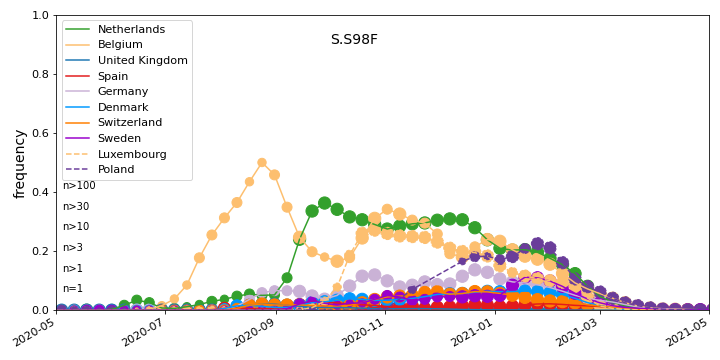 S.S98F
frequency
1.0
0.8
0.6
0.4
0.2
0.0
Netherlands
Belgium
United Kingdom
Spain
Germany
Denmark
Switzerland
Sweden
Luxembourg
Poland
n>100
n>30
n>10
n>3
n>1
n=1
2020-05
2020-07
2020-09
2020-11
2021-01
2021-03
2021-05